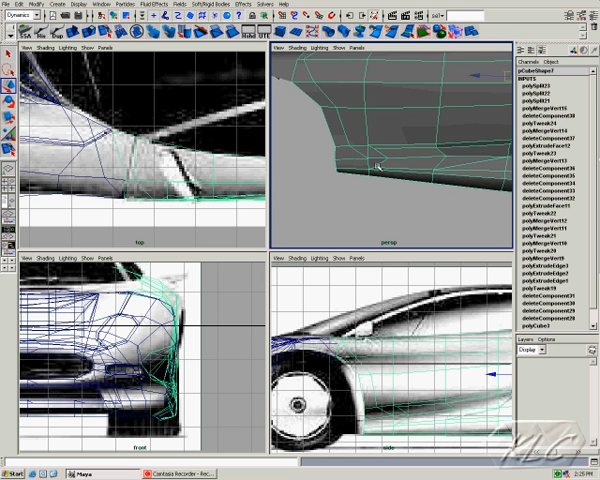 File Edit Modify Create Display Window Particles Fluid Effects Fields Soft/Rigid Bodies Effects Solvers Help
Dynamics
sel
View Shading Lighting Show Panels
View Shading Lighting Show Panels
top
persp
View Shading Lighting Show Panels
View Shading Lighting Show Panels
front
side
Channels Object
pCubeShape7
INPUTS
polySplit23
polySplit22
polySplit21
polyMergeVert15
deleteComponent38
deleteComponent37
polyTweak24
polyMergeVert14
polyExtrudeFace12
polyTweak23
polyMergeVert13
deleteComponent36
deleteComponent35
deleteComponent34
deleteComponent33
deleteComponent32
polyExtrudeFace11
polyTweak22
polyMergeVert12
polyMergeVert11
polyTweak21
polyMergeVert10
polyTweak20
polyMergeVert9
polyExtrudeEdge3
polyExtrudeEdge2
polyExtrudeEdge1
polyTweak19
deleteComponent31
deleteComponent30
deleteComponent29
deleteComponent28
polyCube3
Layers Options
Display
Start
Maya
Camtasia Recorder - Rec...
2:25 PM